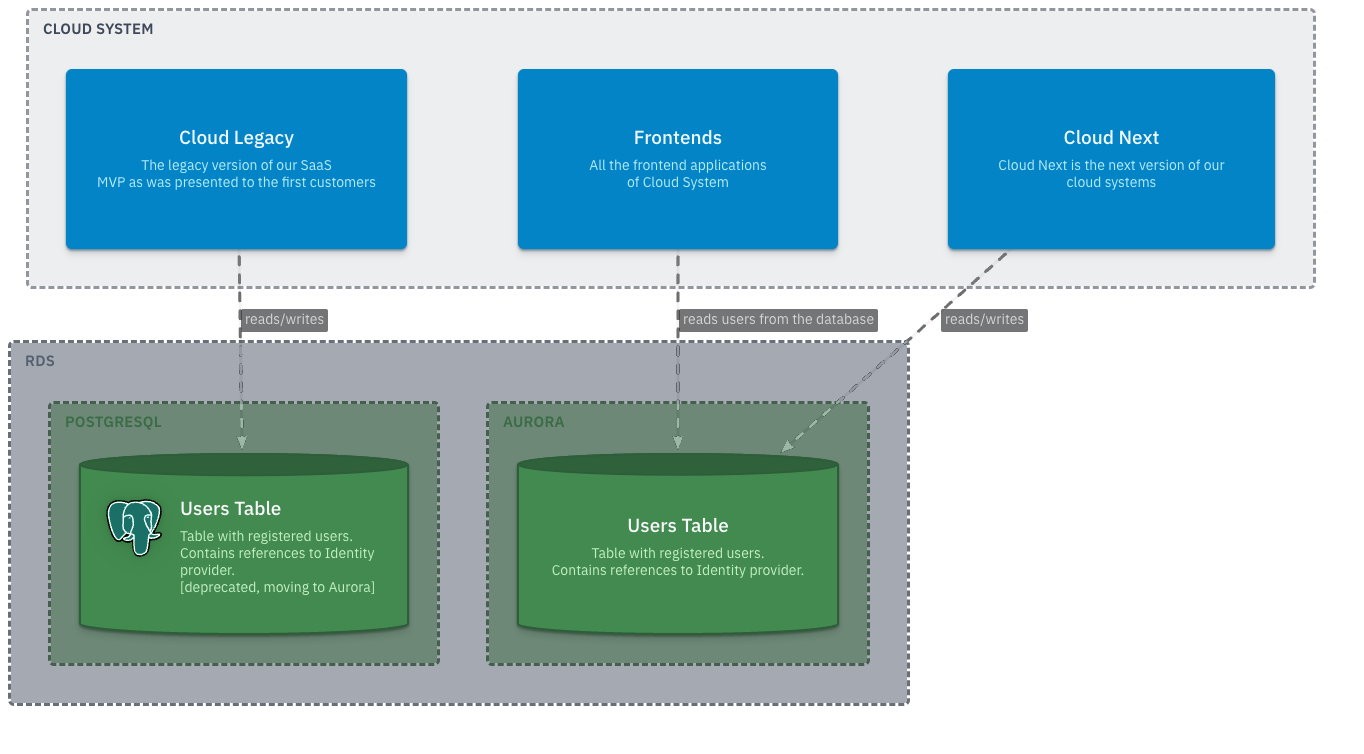 CLOUD SYSTEM
Cloud Legacy
The legacy version of our SaaS
MVP as was presented to the first customers
Frontends
All the frontend applications
of Cloud System
Cloud Next
Cloud Next is the next version of our
cloud systems
reads/writes
reads users from the database
reads/writes
RDS
POSTGRESQL
Users Table
Table with registered users.
Contains references to Identity
provider.
[deprecated, moving to Aurora]
AURORA
Users Table
Table with registered users.
Contains references to Identity provider.